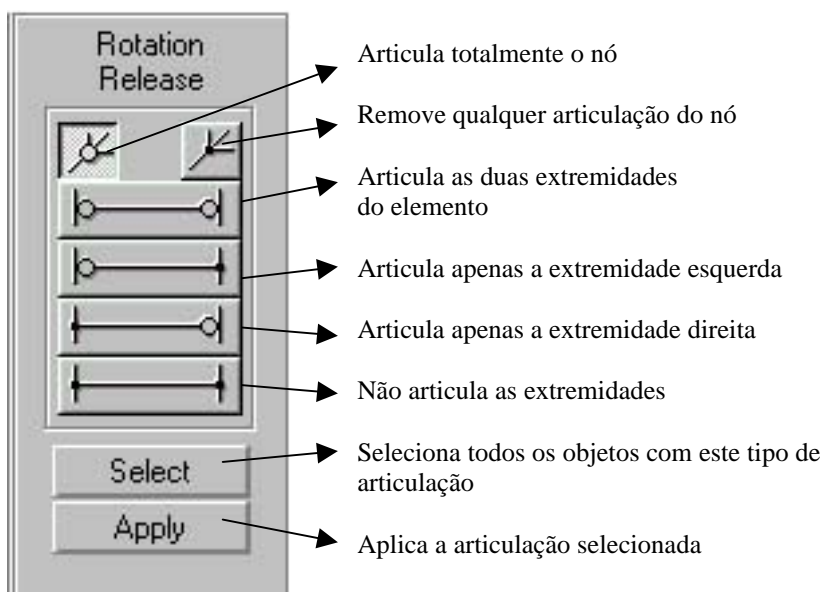 Rotation
Release
Articula totalmente o nó
Remove qualquer articulação do nó
Articula as duas extremidades
do elemento
Articula apenas a extremidade esquerda
Articula apenas a extremidade direita
Não articula as extremidades
Select
Seleciona todos os objetos com este tipo de
articulação
Apply
Aplica a articulação selecionada